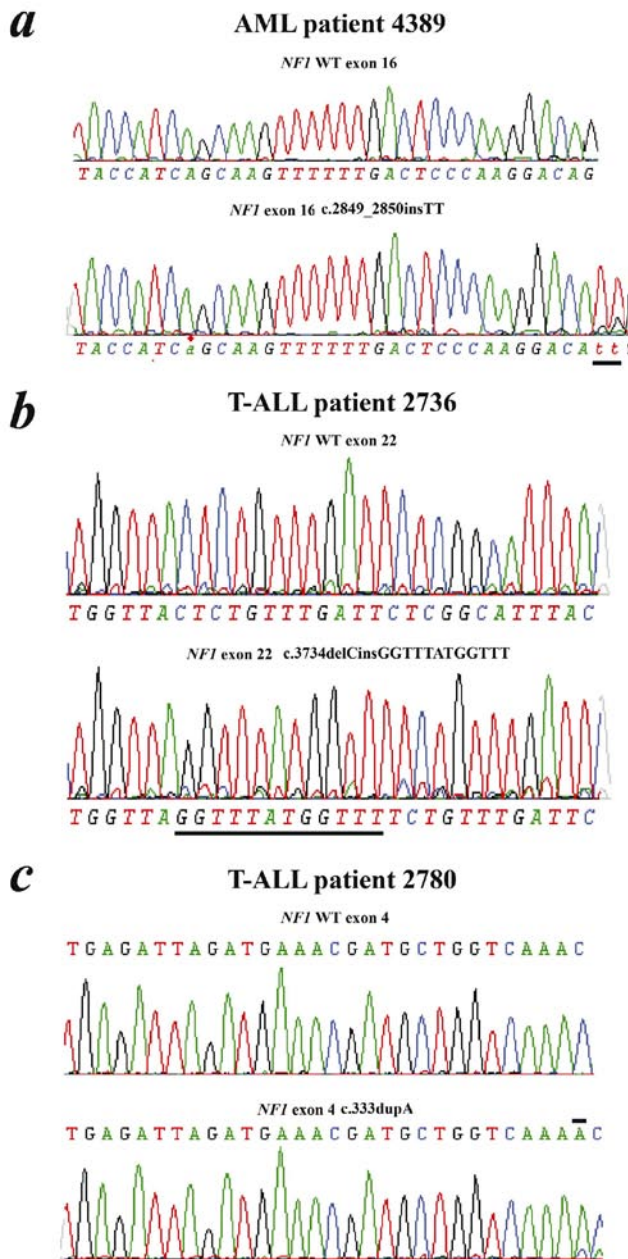 a
AML patient 4389
NF1 WT exon 16
TACCATCAGCAAGTTTTTTGACTCCCAAGGACAG
NF1 exon 16 c.2849_2850insTT
TACCATCaGCAAGTTTTTTGACTCCCAAGGACAtt
b
T-ALL patient 2736
NF1 WT exon 22
TGGTTACTCTGTTTGATTCTCGGCATTTAC
NF1 exon 22 c.3734delCinsGGTTTATGGTTT
TGGTTAGGTTTATGGTTTTCTGTTTGATTC
c
T-ALL patient 2780
NF1 WT exon 4
TGAGATTAGATGAAACGATGCTGGTCAAAC
NF1 exon 4 c.333dupA
TGAGATTAGATGAAACGATGCTGGTCAAAAC